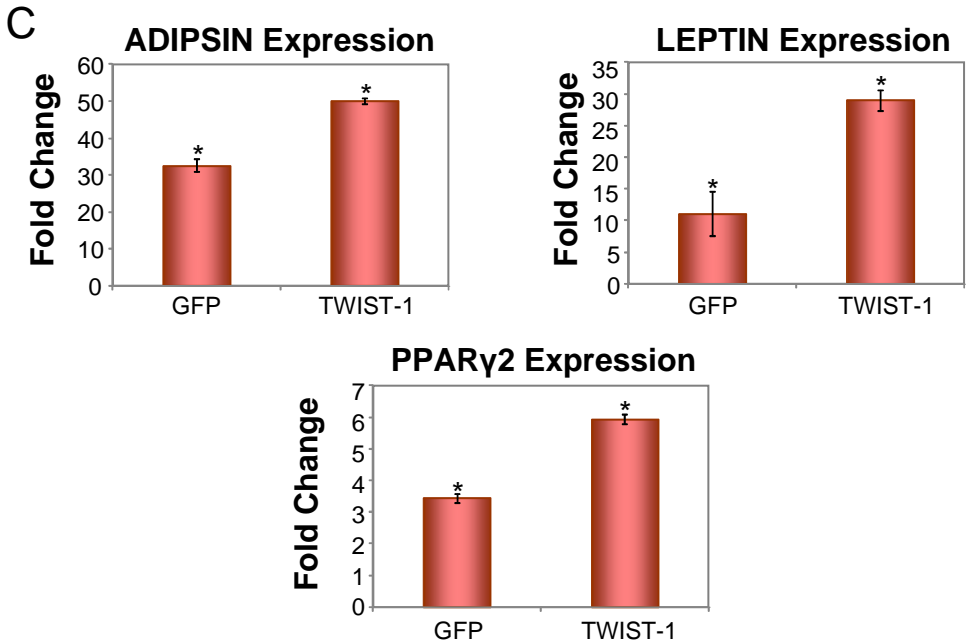 C
ADIPSIN Expression
Fold Change
60
50
40
30
20
10
0
*
*
GFP
TWIST-1
LEPTIN Expression
Fold Change
35
30
25
20
15
10
5
0
*
*
GFP
TWIST-1
PPARγ2 Expression
Fold Change
7
6
5
4
3
2
1
0
*
*
GFP
TWIST-1